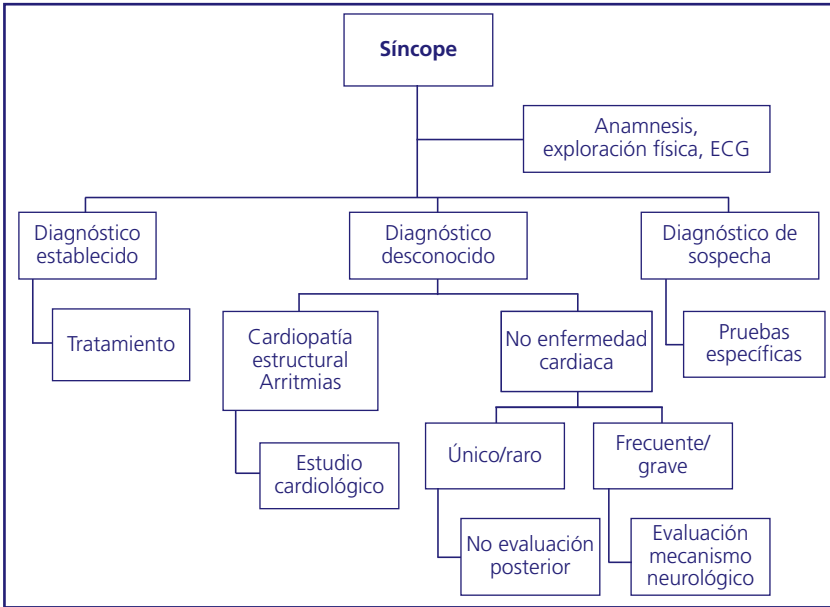 Síncope
Anamnesis,
exploración física, ECG
Diagnóstico
establecido
Diagnóstico
desconocido
Diagnóstico de
sospecha
Tratamiento
Cardiopatía
estructural
Arritmias
No enfermedad
cardiaca
Pruebas
específicas
Estudio
cardiológico
Único/raro
Frecuente/
grave
No evaluación
posterior
Evaluación
mecanismo
neurológico